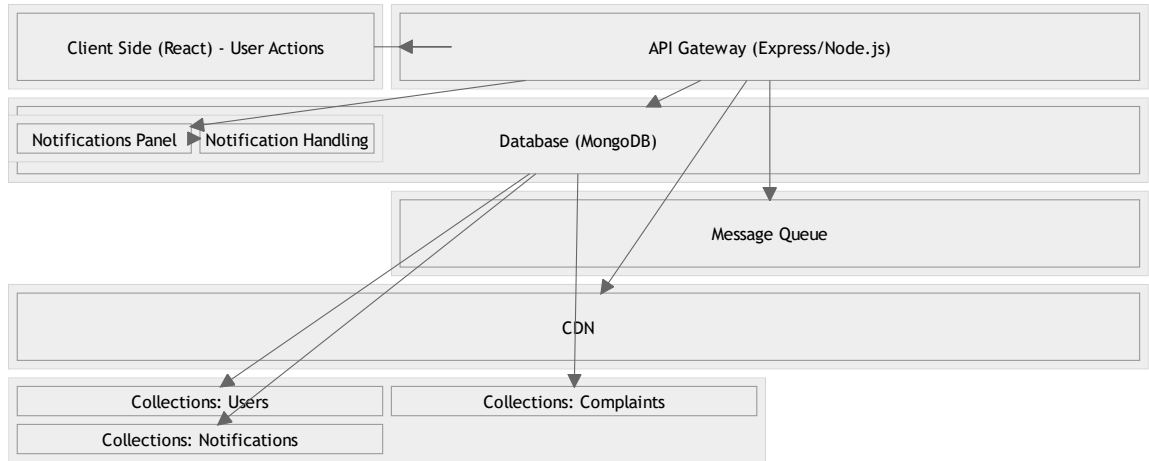 Client Side (React) - User Actions
API Gateway (Express/Node.js)
Notifications Panel
Notification Handling
Database (MongoDB)
Message Queue
CDN
Collections: Users
Collections: Complaints
Collections: Notifications